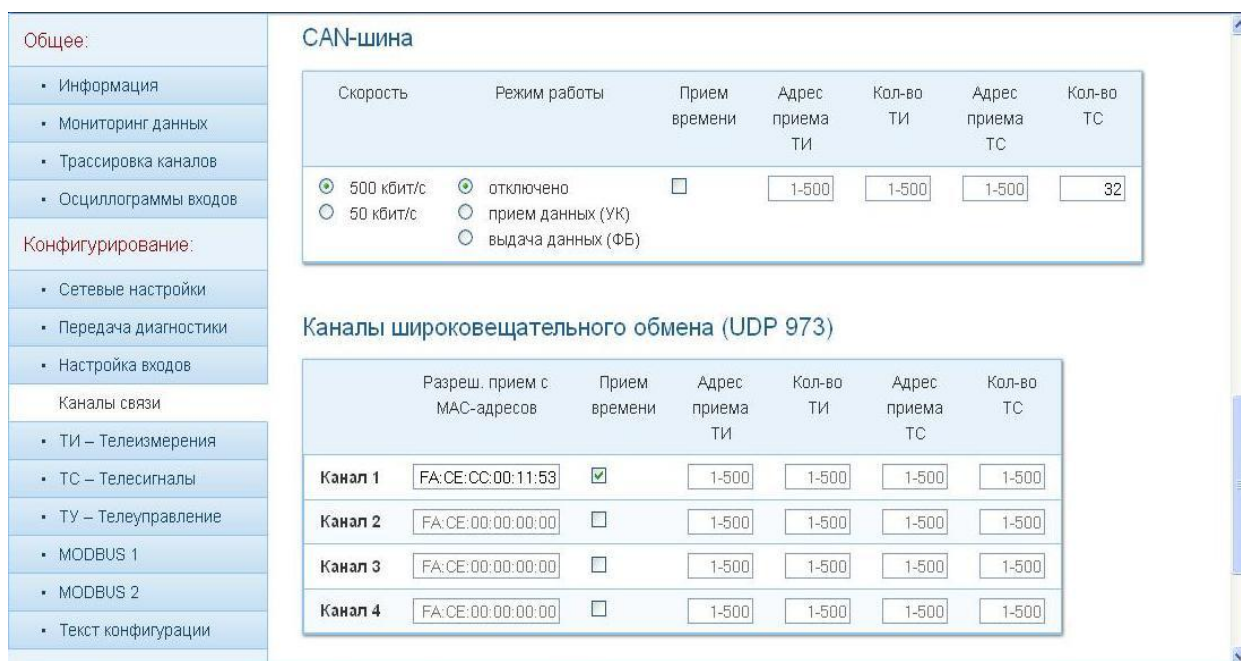 Общее:
Информация
Мониторинг данных
Трассировка каналов
Осциллограммы входов
Конфигурирование:
Сетевые настройки
Передача диагностики
Настройка входов
Каналы связи
ТИ – Телеизмерения
ТС – Телесигналы
ТУ – Телеуправление
MODBUS 1
MODBUS 2
Текст конфигурации
CAN-шина
Скорость Режим работы Прием времени Адрес приема ТИ Кол-во ТИ Адрес приема ТС Кол-во ТС
500 кбит/с отключено 1-500 1-500 1-500 32
50 кбит/с прием данных (УК)
выдача данных (ФБ)
Каналы широковещательного обмена (UDP 973)
Разреш. прием с MAC-адресов Прием времени Адрес приема ТИ Кол-во ТИ Адрес приема ТС Кол-во ТС
Канал 1 FA:CE:CC:00:11:53 1-500 1-500 1-500 1-500
Канал 2 FA:CE:00:00:00:00 1-500 1-500 1-500 1-500
Канал 3 FA:CE:00:00:00:00 1-500 1-500 1-500 1-500
Канал 4 FA:CE:00:00:00:00 1-500 1-500 1-500 1-500